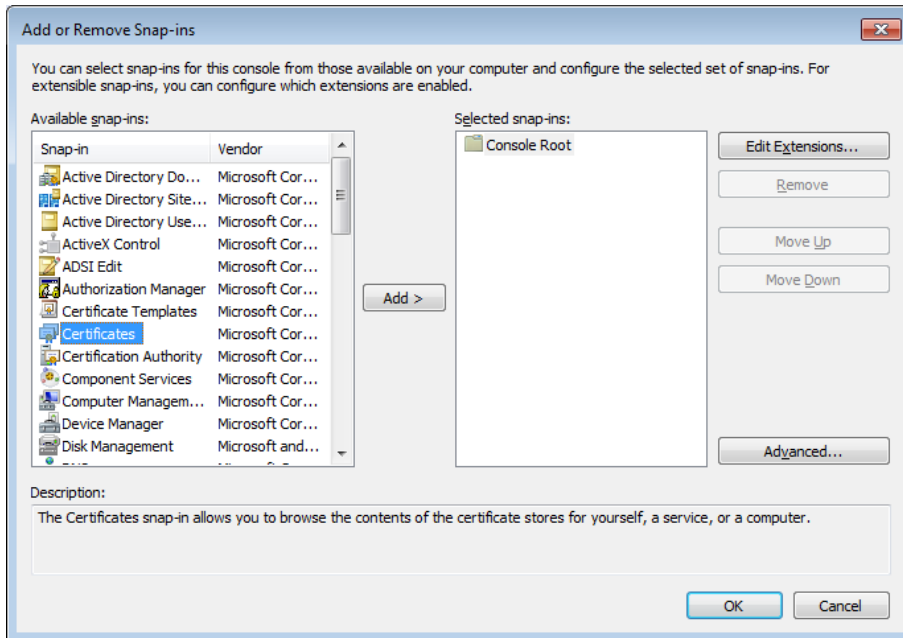 Add or Remove Snap-ins
You can select snap-ins for this console from those available on your computer and configure the selected set of snap-ins. For
extensible snap-ins, you can configure which extensions are enabled.
Available snap-ins:
Snap-in Vendor
Active Directory Do... Microsoft Cor...
Active Directory Site... Microsoft Cor...
Active Directory Use... Microsoft Cor...
ActiveX Control Microsoft Cor...
ADSI Edit Microsoft Cor...
Authorization Manager Microsoft Cor...
Certificate Templates Microsoft Cor...
Certificates Microsoft Cor...
Certification Authority Microsoft Cor...
Component Services Microsoft Cor...
Computer Managem... Microsoft Cor...
Device Manager Microsoft Cor...
Disk Management Microsoft and...
Add >
Selected snap-ins:
Console Root
Edit Extensions...
Remove
Move Up
Move Down
Advanced...
Description:
The Certificates snap-in allows you to browse the contents of the certificate stores for yourself, a service, or a computer.
OK
Cancel